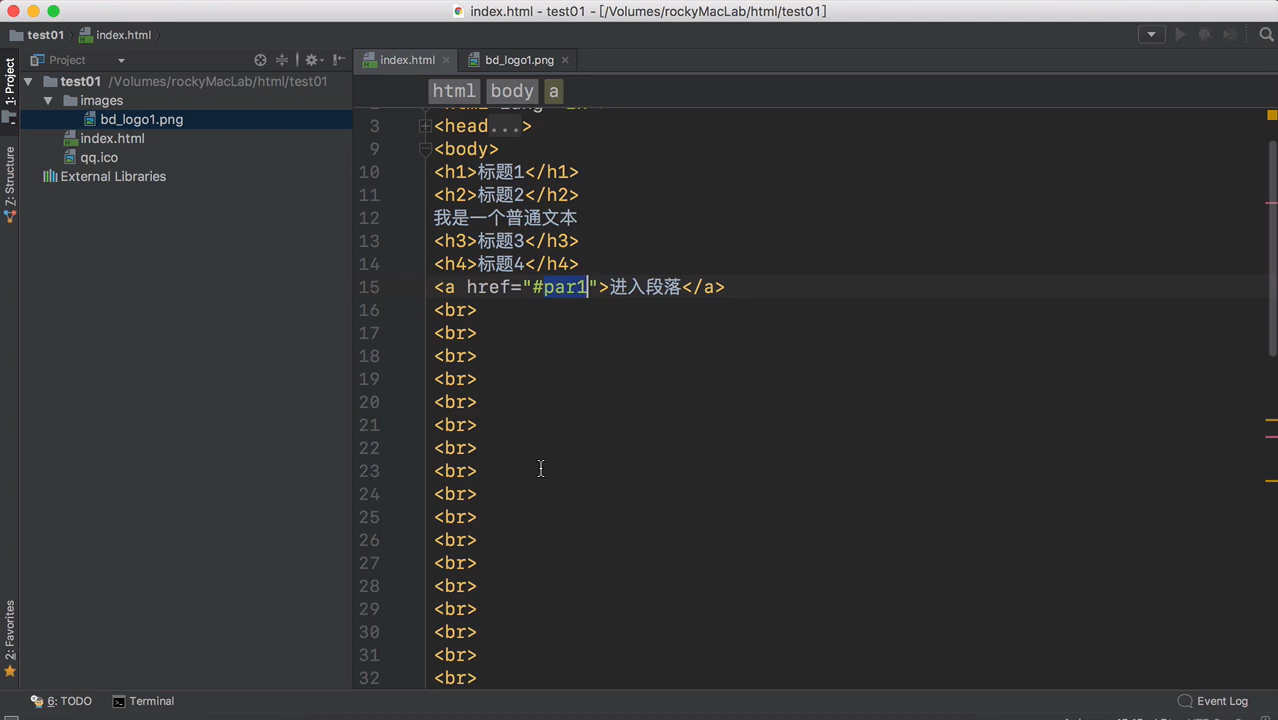 index.html - test01 - [/Volumes/rockyMacLab/html/test01]
test01 index.html
1: Project
Project
index.html
bd_logo1.png
test01 /Volumes/rockyMacLab/html/test01
images
bd_logo1.png
index.html
qq.ico
External Libraries
Z: Structure
2: Favorites
html body a
3 <head...>
9 <body>
10 <h1>标题1</h1>
11 <h2>标题2</h2>
12 我是一个普通文本
13 <h3>标题3</h3>
14 <h4>标题4</h4>
15 <a href="#par1">进入段落</a>
16 <br>
17 <br>
18 <br>
19 <br>
20 <br>
21 <br>
22 <br>
23 <br>
24 <br>
25 <br>
26 <br>
27 <br>
28 <br>
29 <br>
30 <br>
31 <br>
32 <br>
6: TODO Terminal Event Log